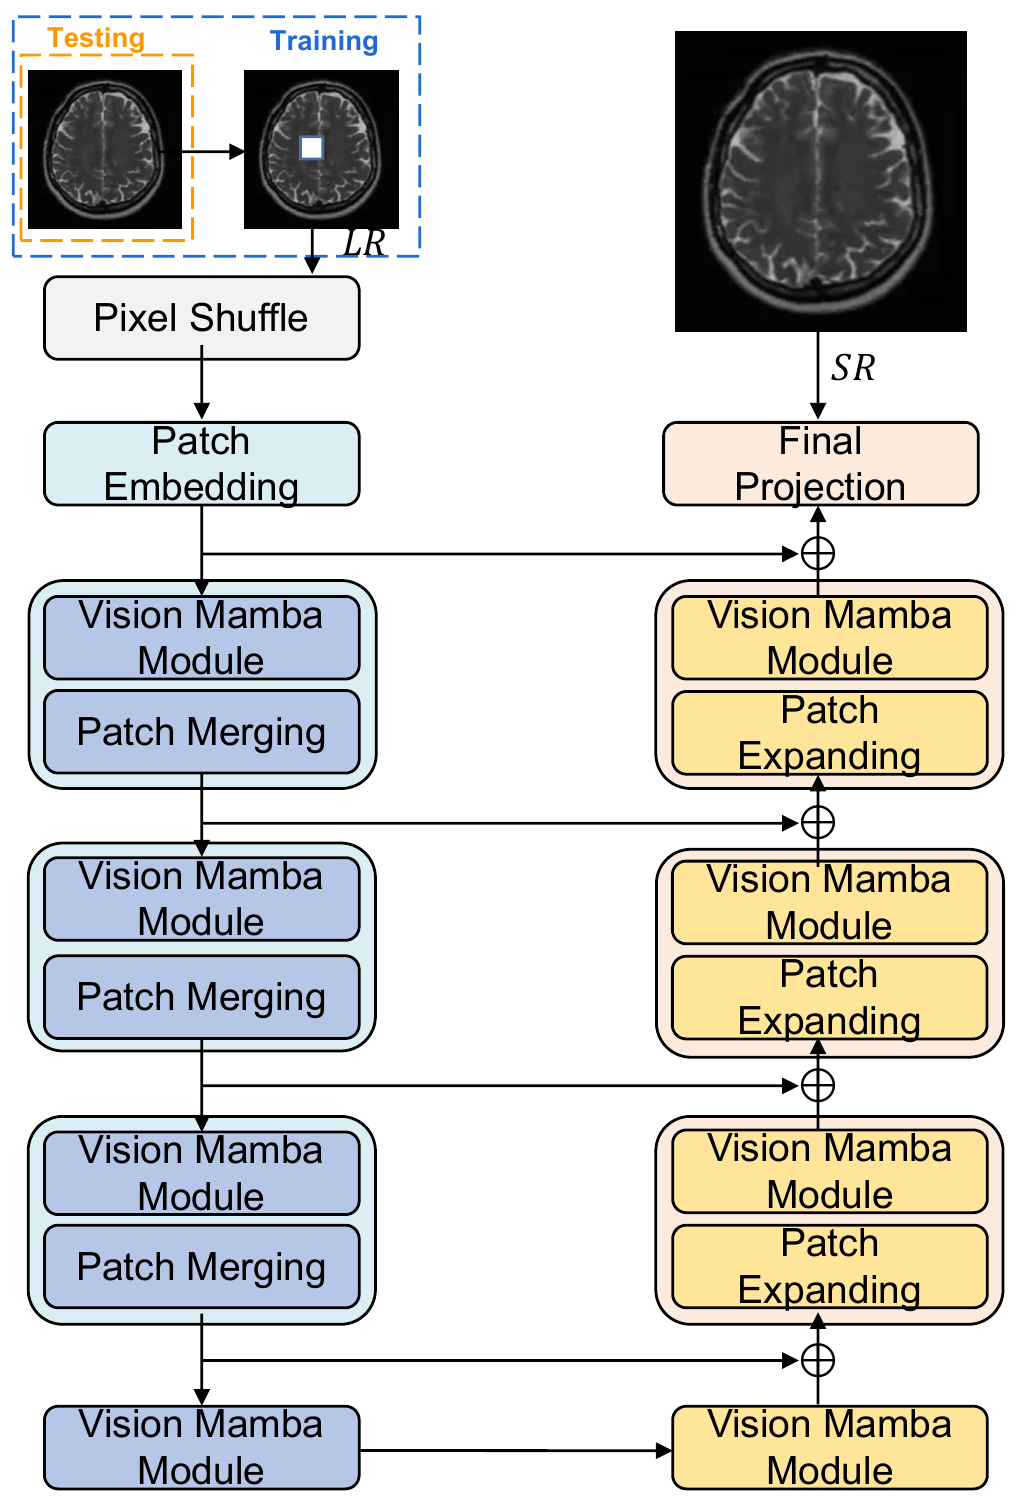 Testing
Training
LR
Pixel Shuffle
Patch
Embedding
Vision Mamba
Module
Patch Merging
Vision Mamba
Module
Patch Merging
Vision Mamba
Module
Patch Merging
Vision Mamba
Module
SR
Final
Projection
Vision Mamba
Module
Patch
Expanding
Vision Mamba
Module
Patch
Expanding
Vision Mamba
Module
Patch
Expanding
Vision Mamba
Module